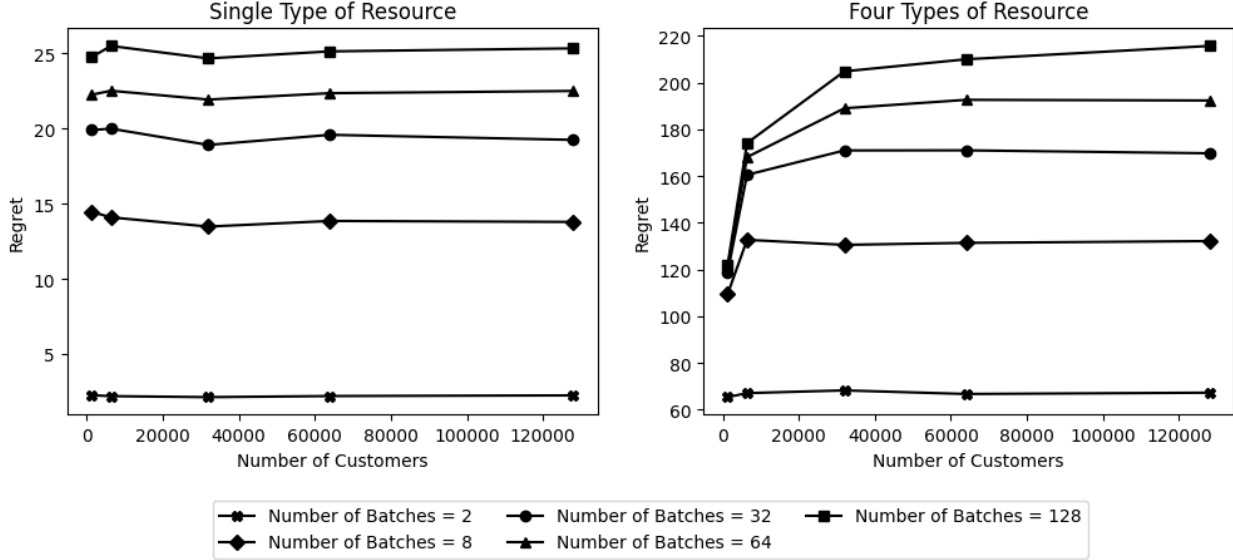 Single Type of Resource
Regret
25
20
15
10
5
0 20000 40000 60000 80000 100000 120000
Number of Customers
Four Types of Resource
Regret
220
200
180
160
140
120
100
80
60
0 20000 40000 60000 80000 100000 120000
Number of Customers
Number of Batches = 2
Number of Batches = 8
Number of Batches = 32
Number of Batches = 64
Number of Batches = 128